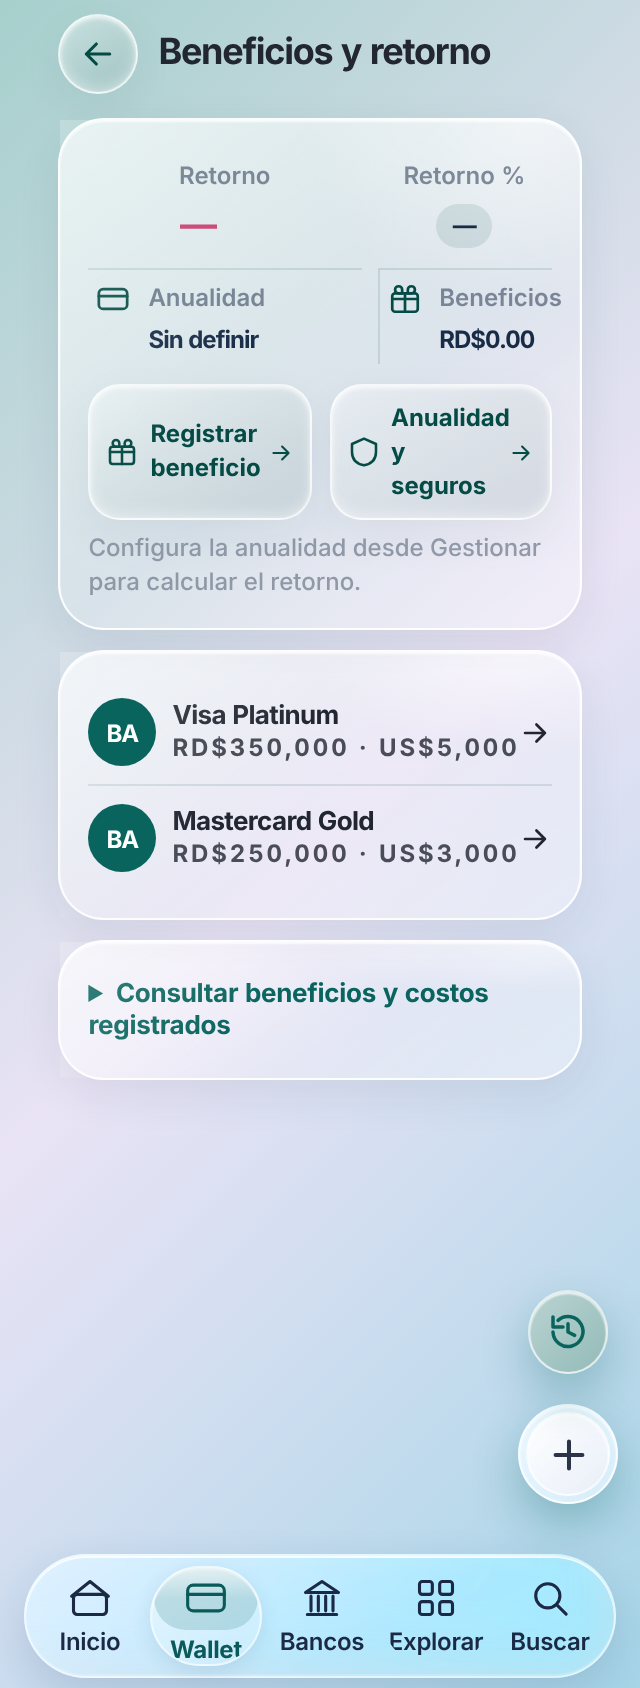 Beneficios y retorno
Retorno
Retorno %
—
—
Anualidad
Sin definir
Beneficios
RD$0.00
Registrar
beneficio
Anualidad
y
seguros
Configura la anualidad desde Gestionar
para calcular el retorno.
BA
Visa Platinum
RD$350,000 · US$5,000
BA
Mastercard Gold
RD$250,000 · US$3,000
Consultar beneficios y costos
registrados
Inicio
Wallet
Bancos
Explorar
Buscar